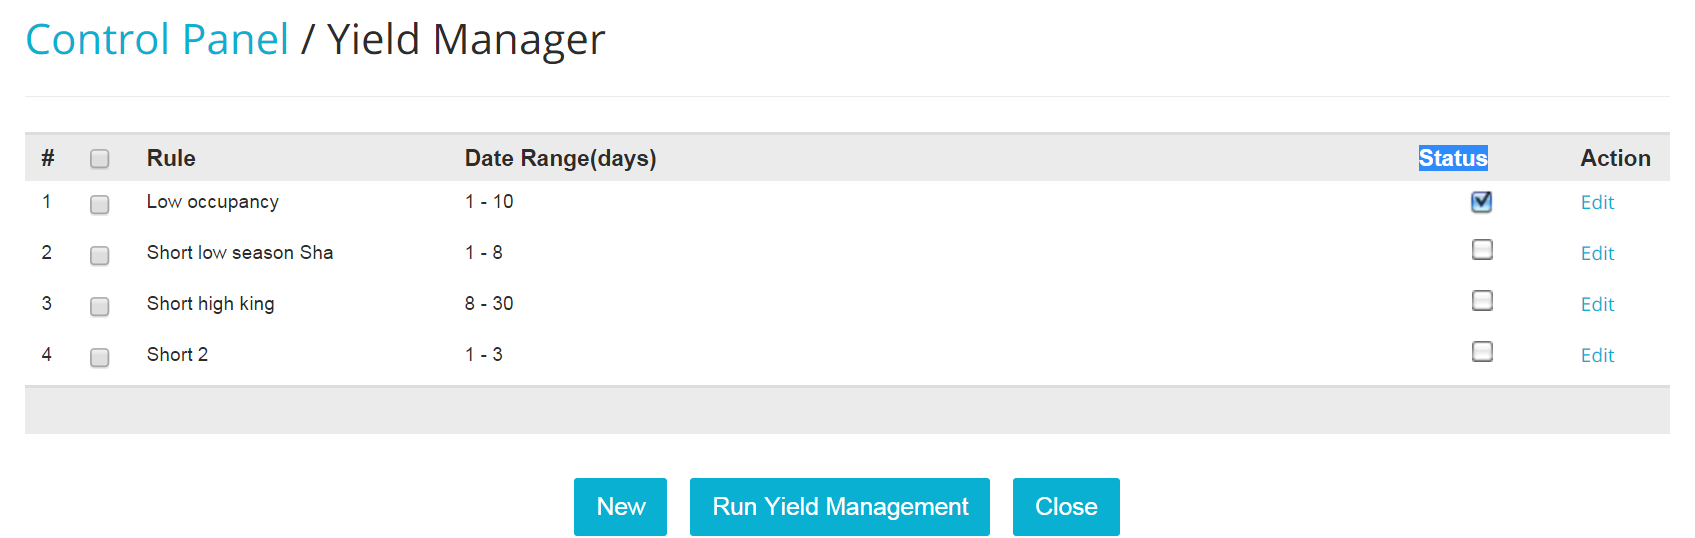 Control Panel / Yield Manager
# Rule Date Range(days) Status Action
1 Low occupancy 1 - 10 Edit
2 Short low season Sha 1 - 8 Edit
3 Short high king 8 - 30 Edit
4 Short 2 1 - 3 Edit
New Run Yield Management Close